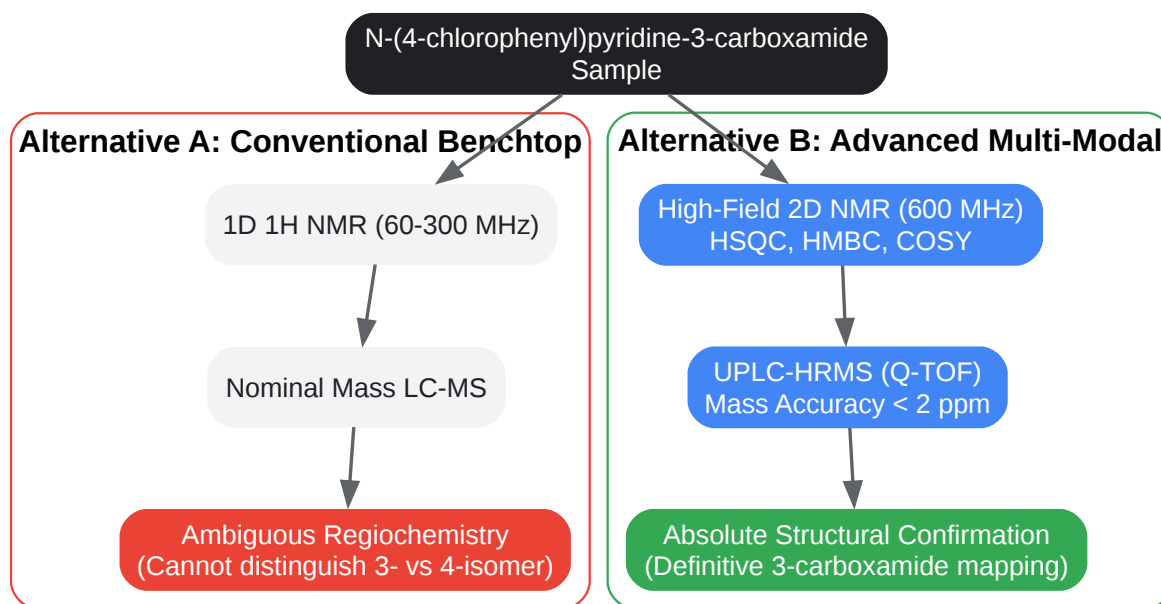 N-(4-chlorophenyl)pyridine-3-carboxamide
Sample
Alternative A: Conventional Benchtop
1D 1H NMR (60-300 MHz)
Nominal Mass LC-MS
Ambiguous Regiochemistry
(Cannot distinguish 3- vs 4-isomer)
Alternative B: Advanced Multi-Modal
High-Field 2D NMR (600 MHz)
HSQC, HMBC, COSY
UPLC-HRMS (Q-TOF)
Mass Accuracy < 2 ppm
Absolute Structural Confirmation
(Definitive 3-carboxamide mapping)